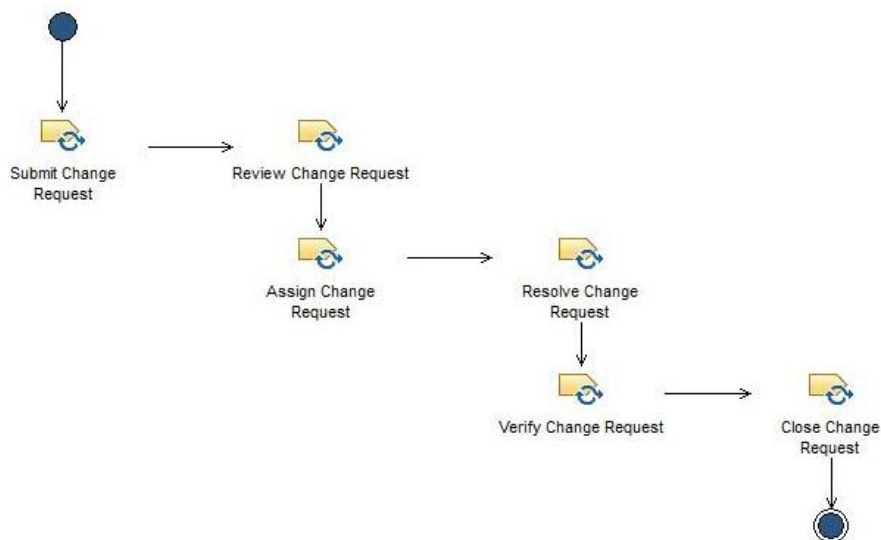 Submit Change
Request
Review Change Request
Assign Change
Request
Resolve Change
Request
Verify Change Request
Close Change
Request